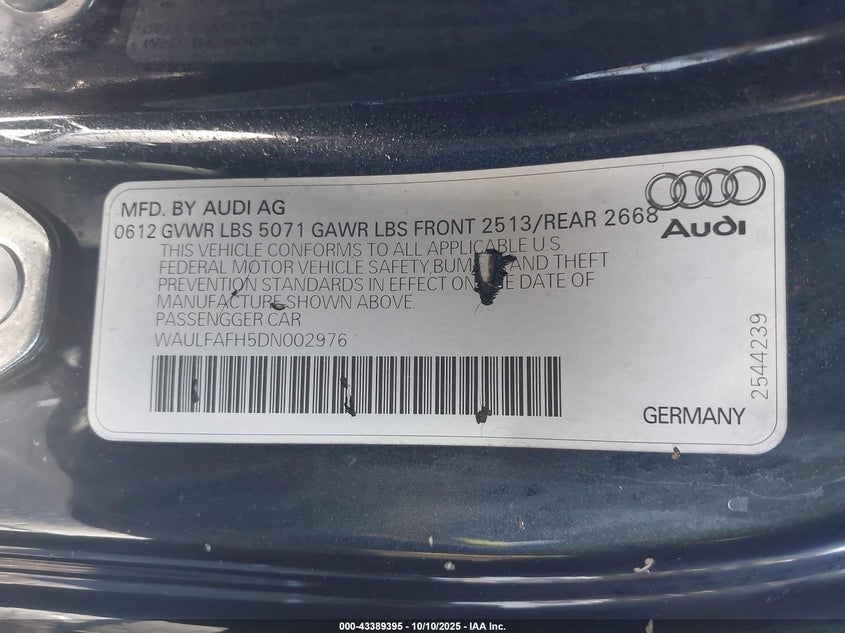 MFD. BY AUDI AG
0612 GVWR LBS 5071 GAWR LBS FRONT 2513/REAR 2668
Audi
THIS VEHICLE CONFORMS TO ALL APPLICABLE U.S.
FEDERAL MOTOR VEHICLE SAFETY, AND THEFT
PREVENTION STANDARDS IN EFFECT ON THE DATE OF
MANUFACTURE SHOWN ABOVE.
PASSENGGER CAR
WAULFAFH5DN002976
2544239
GERMANY
000-43389395 - 10/10/2025 - IAA Inc.